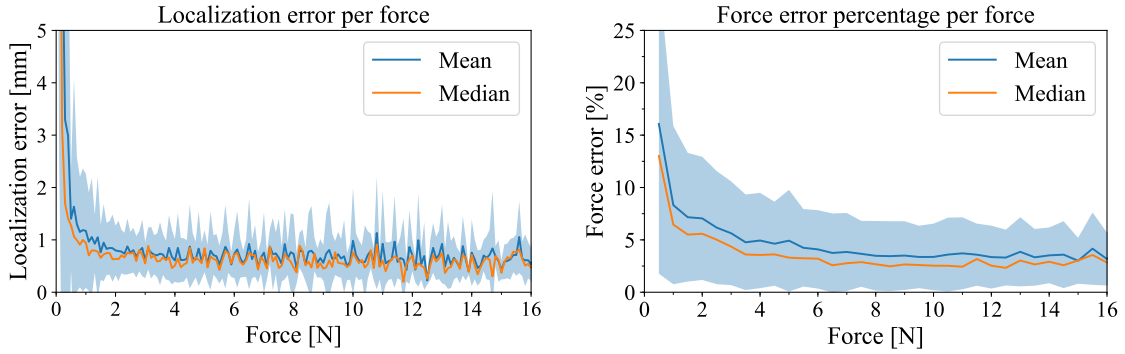 Localization error per force
Localization error [mm]
5
4
3
2
1
0
Mean
Median
0 2 4 6 8 10 12 14 16
Force [N]
Force error percentage per force
Force error [%]
25
20
15
10
5
0
Mean
Median
0 2 4 6 8 10 12 14 16
Force [N]